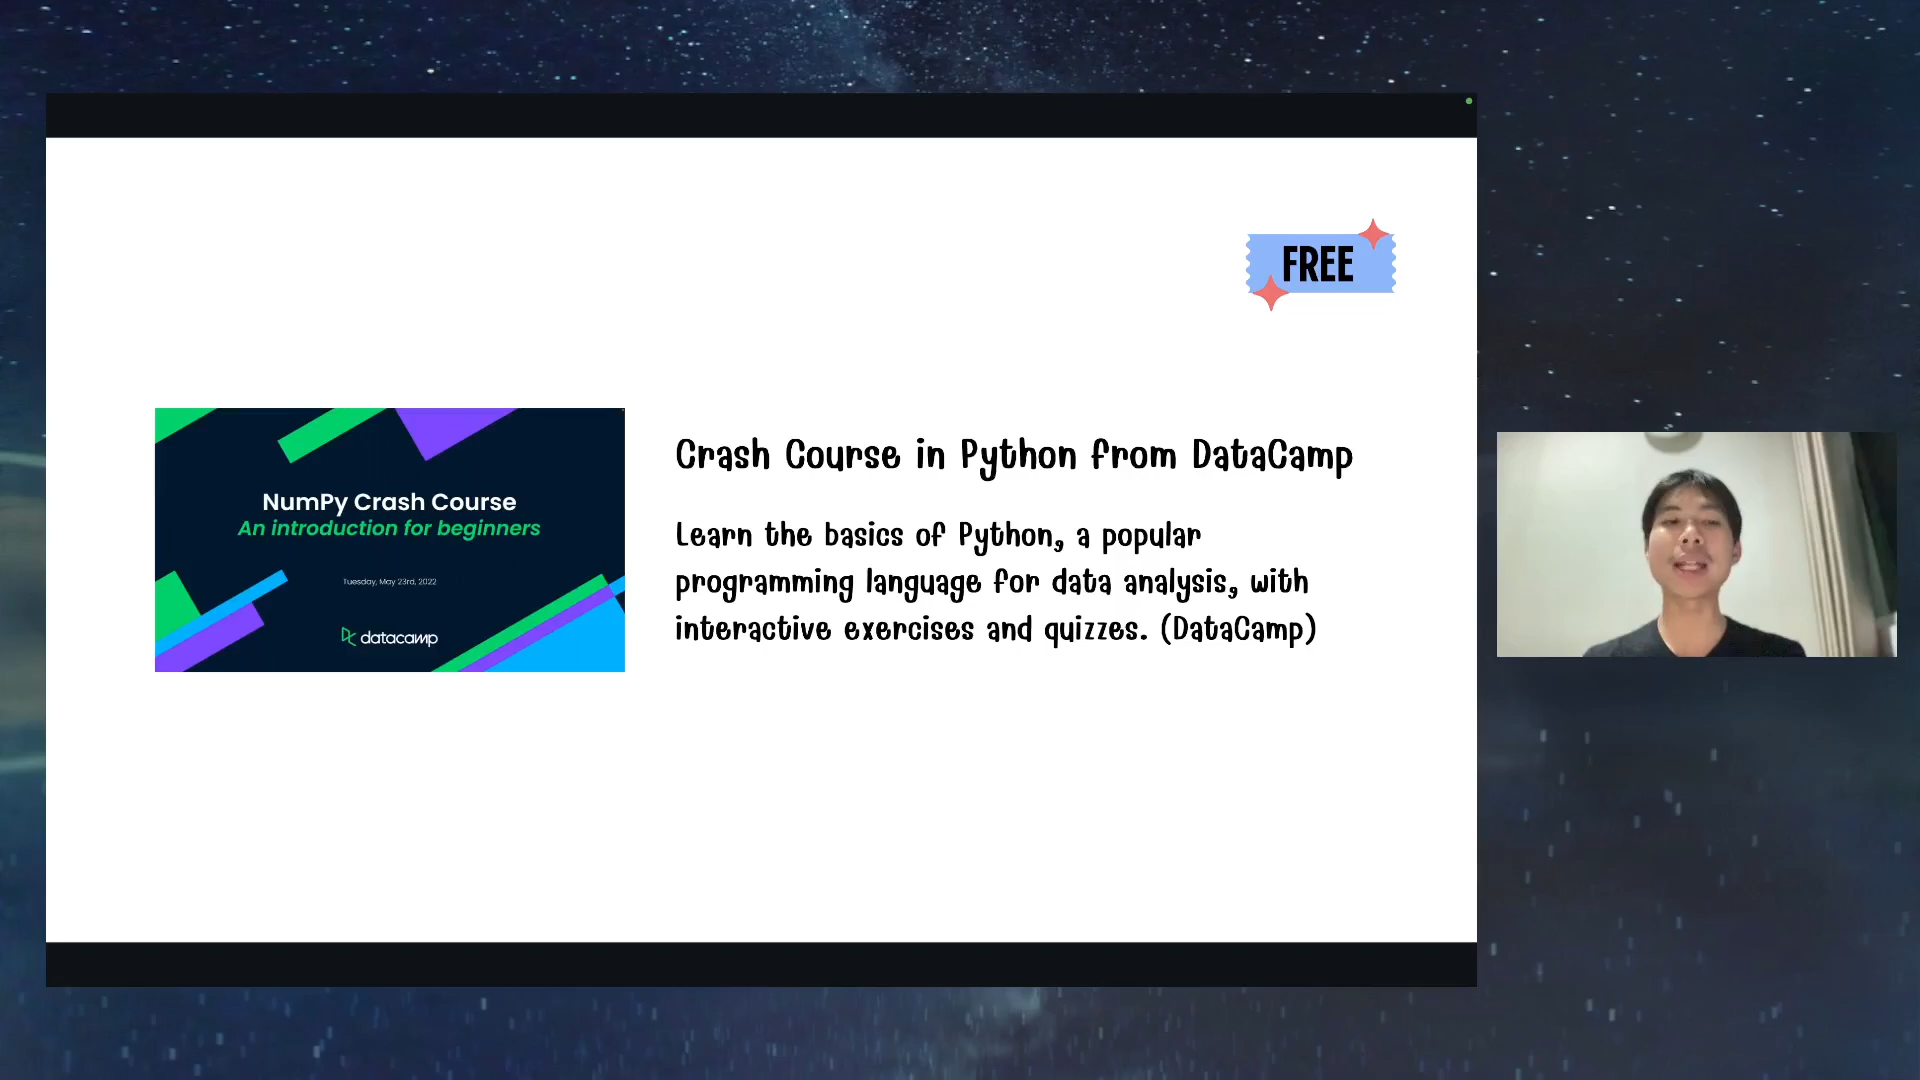 FREE
NumPy Crash Course
An introduction for beginners
Tuesday, May 23rd, 2022
datacamp
Crash Course in Python from DataCamp
Learn the basics of Python, a popular
programming language for data analysis, with
interactive exercises and quizzes. (DataCamp)